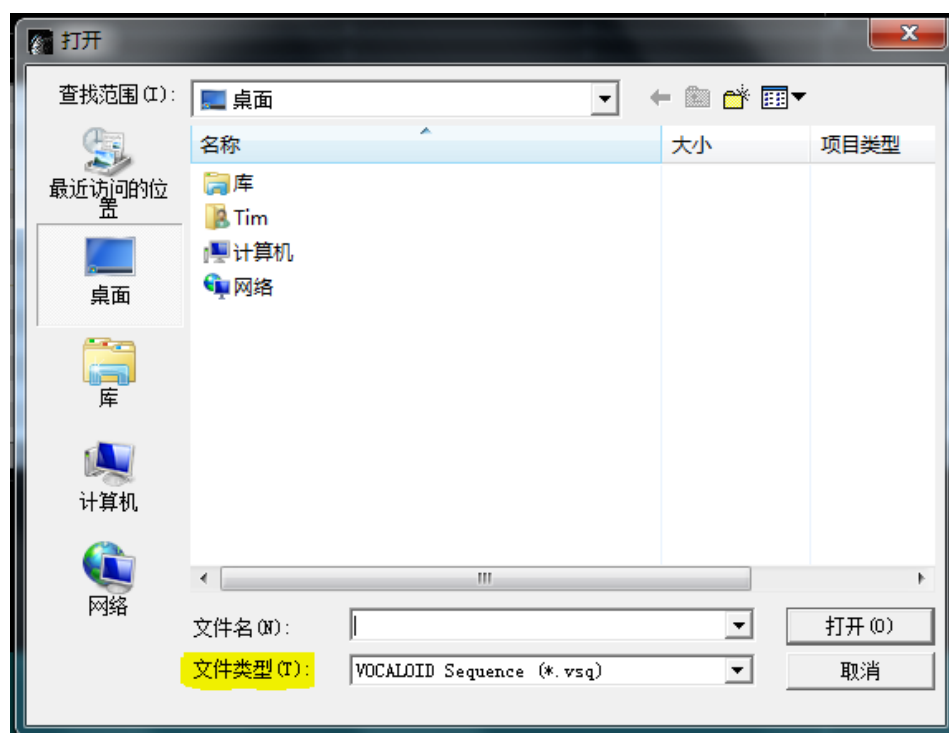 打开
查找范围(I):
桌面
名称
大小
项目类型
最近访问的位
置
库
Tim
计算机
网络
桌面
库
计算机
网络
文件名(N):
打开(O)
文件类型(T):
VOCALOID Sequence (*.vsq)
取消